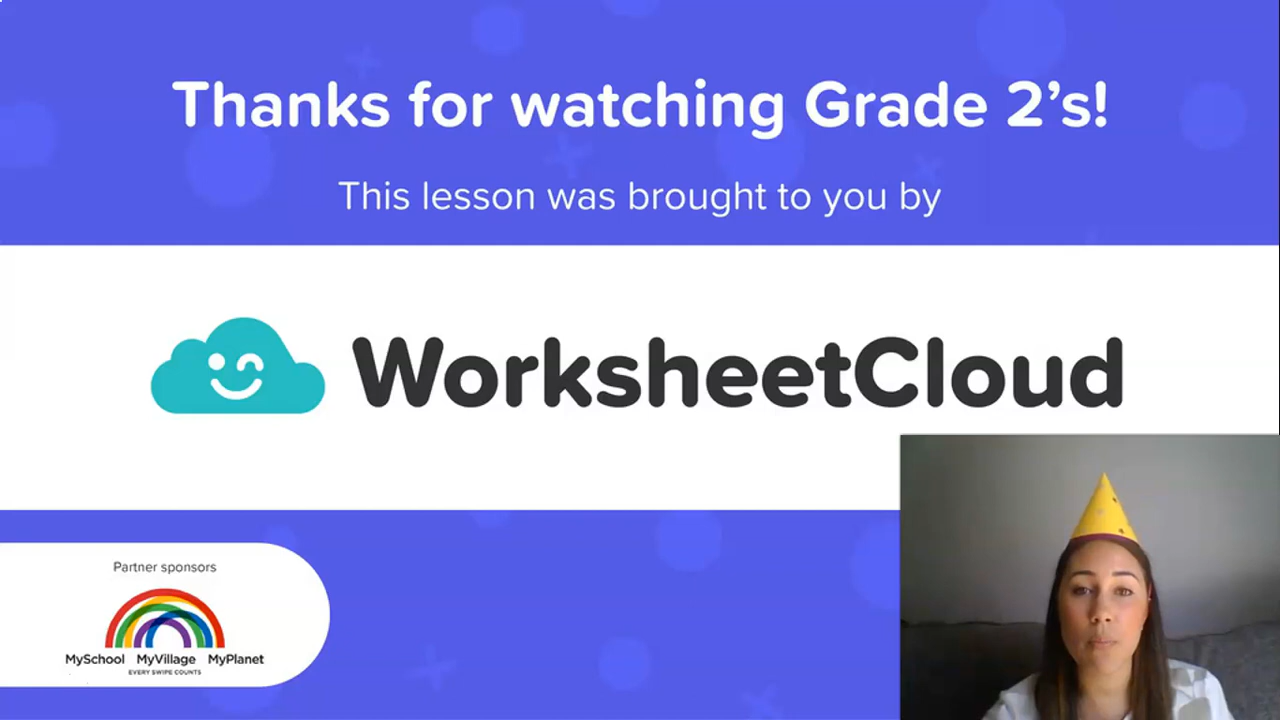 Thanks for watching Grade 2’s!
This lesson was brought to you by
WorksheetCloud
Partner sponsors
MySchool MyVillage MyPlanet
EVERY SWIPE COUNTS